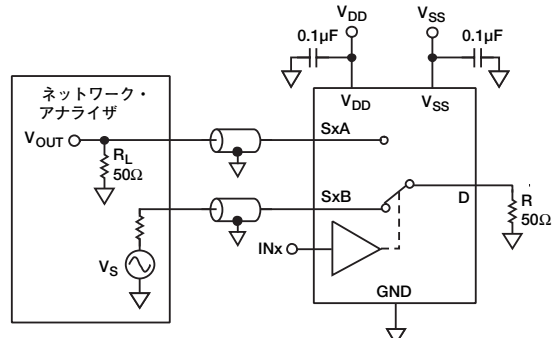 VDD
VSS
0.1µF
0.1µF
ネットワーク・
アナライザ
VDD
VSS
VOUT
SxA
RL
50Ω
SxB
D
R
50Ω
INx
VS
GND